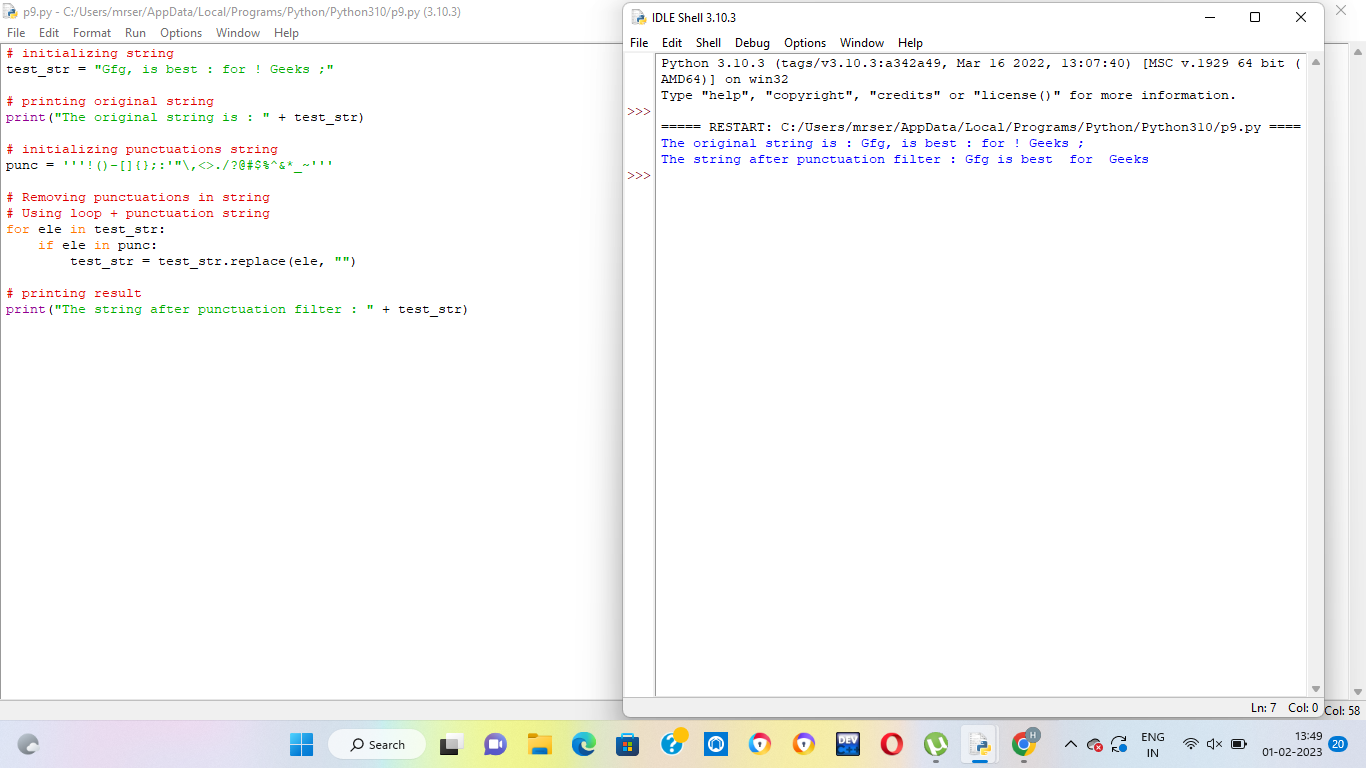 p9.py - C:/Users/mrser/AppData/Local/Programs/Python/Python310/p9.py (3.10.3)
File Edit Format Run Options Window Help
# initializing string
test_str = "Gfg, is best : for ! Geeks ;"
# printing original string
print("The original string is : " + test_str)
# initializing punctuations string
punc = '''!()-[]{};:'"\,<>./?@#$%^&*_~'''
# Removing punctuations in string
# Using loop + punctuation string
for ele in test_str:
    if ele in punc:
        test_str = test_str.replace(ele, "")
# printing result
print("The string after punctuation filter : " + test_str)
IDLE Shell 3.10.3
File Edit Shell Debug Options Window Help
Python 3.10.3 (tags/v3.10.3:a342a49, Mar 16 2022, 13:07:40) [MSC v.1929 64 bit (
AMD64)] on win32
Type "help", "copyright", "credits" or "license()" for more information.
>>>
===== RESTART: C:/Users/mrser/AppData/Local/Programs/Python/Python310/p9.py ====
The original string is : Gfg, is best : for ! Geeks ;
The string after punctuation filter : Gfg is best  for  Geeks
>>>
Ln: 7 Col: 0
Col: 58
Search
DEV
H
ENG
IN
13:49
01-02-2023
20